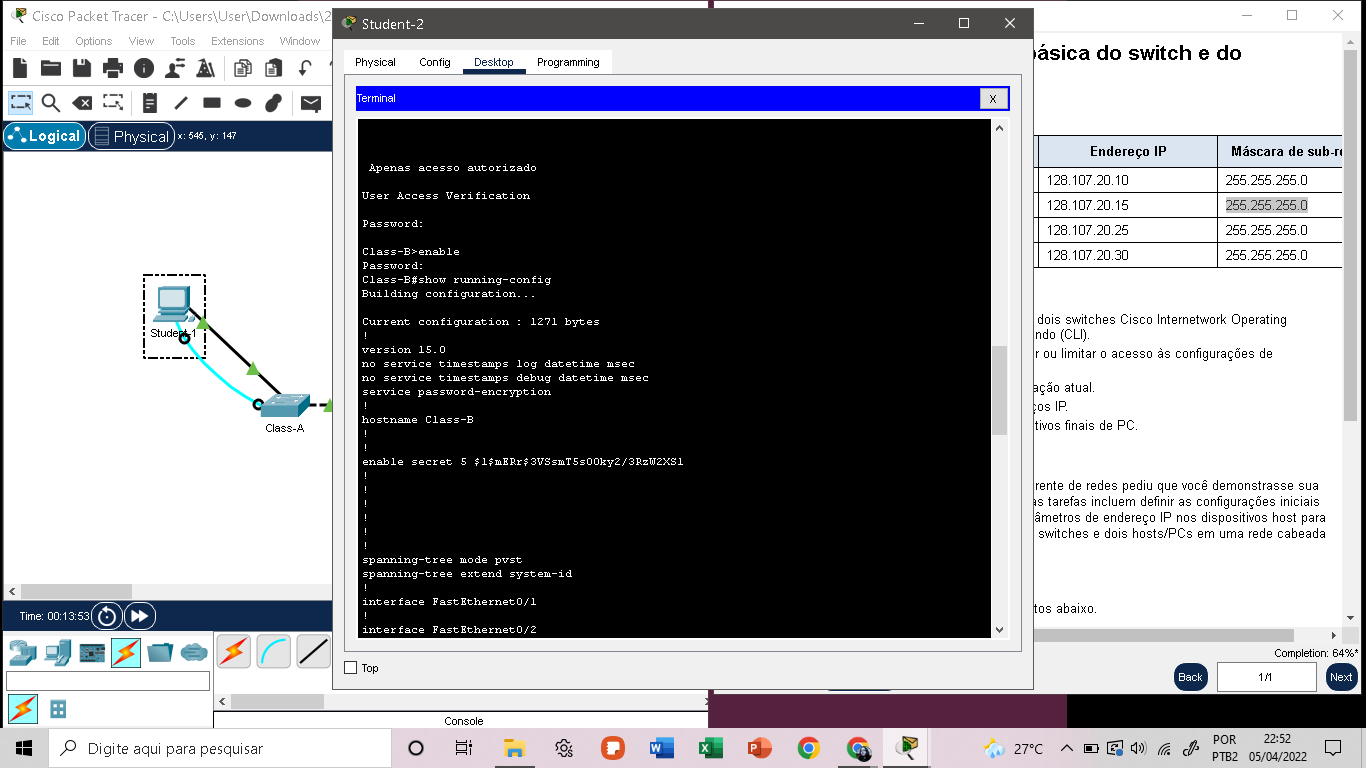 Cisco Packet Tracer - C:\Users\User\Downloads\2
File Edit Options View Tools Extensions Window
Logical
Physical
x: 545, y: 147
Student-1
Class-A
Time: 00:13:53
Console
Student-2
Physical Config Desktop Programming
Terminal
X
Apenas acesso autorizado
User Access Verification
Password:
Class-B>enable
Password:
Class-B#show running-config
Building configuration...
Current configuration : 1271 bytes
!
version 15.0
no service timestamps log datetime msec
no service timestamps debug datetime msec
service password-encryption
!
hostname Class-B
!
!
enable secret 5 $1$mERr$3VSsmT5sOOky2/3RzW2XS1
!
!
!
!
!
!
spanning-tree mode pvst
spanning-tree extend system-id
!
interface FastEthernet0/1
!
interface FastEthernet0/2
Top
básica do switch e do
Endereço IP Máscara de sub-re
128.107.20.10 255.255.255.0
128.107.20.15 255.255.255.0
128.107.20.25 255.255.255.0
128.107.20.30 255.255.255.0
dois switches Cisco Internetwork Operating
ndo (CLI).
r ou limitar o acesso às configurações de
ação atual.
ços IP.
tivos finais de PC.
rente de redes pediu que você demonstrasse sua
as tarefas incluem definir as configurações iniciais
âmetros de endereço IP nos dispositivos host para
switches e dois hosts/PCs em uma rede cabeada
tos abaixo.
Completion: 64%*
Back 1/1 Next
Digite aqui para pesquisar
27°C
POR
PTB2
22:52
05/04/2022